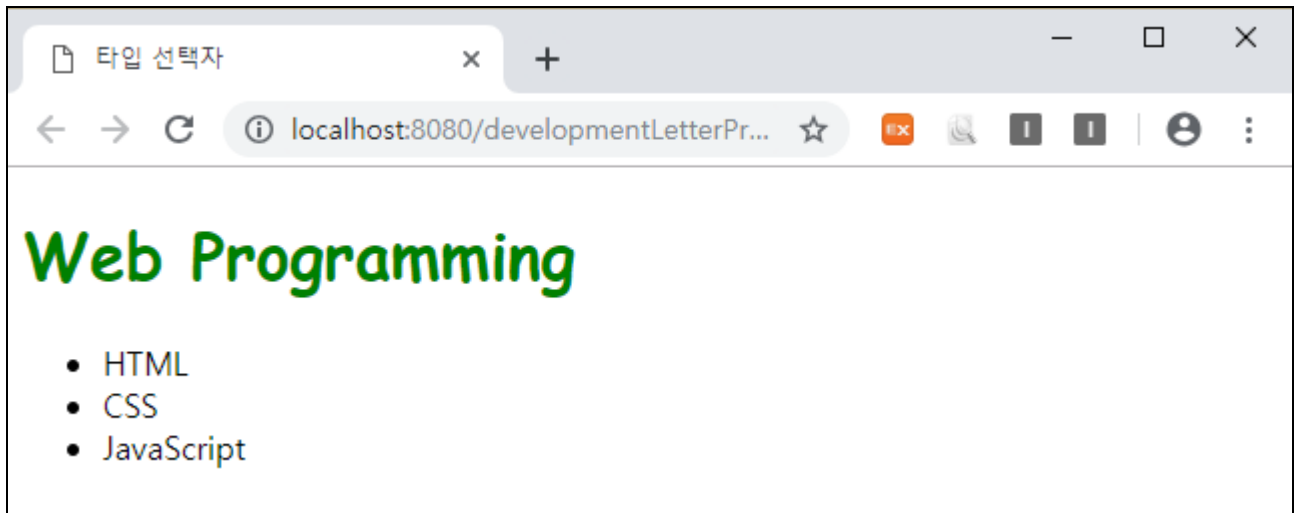 타입 선택자
localhost:8080/developmentLetterPr...
Web Programming
HTML
CSS
JavaScript